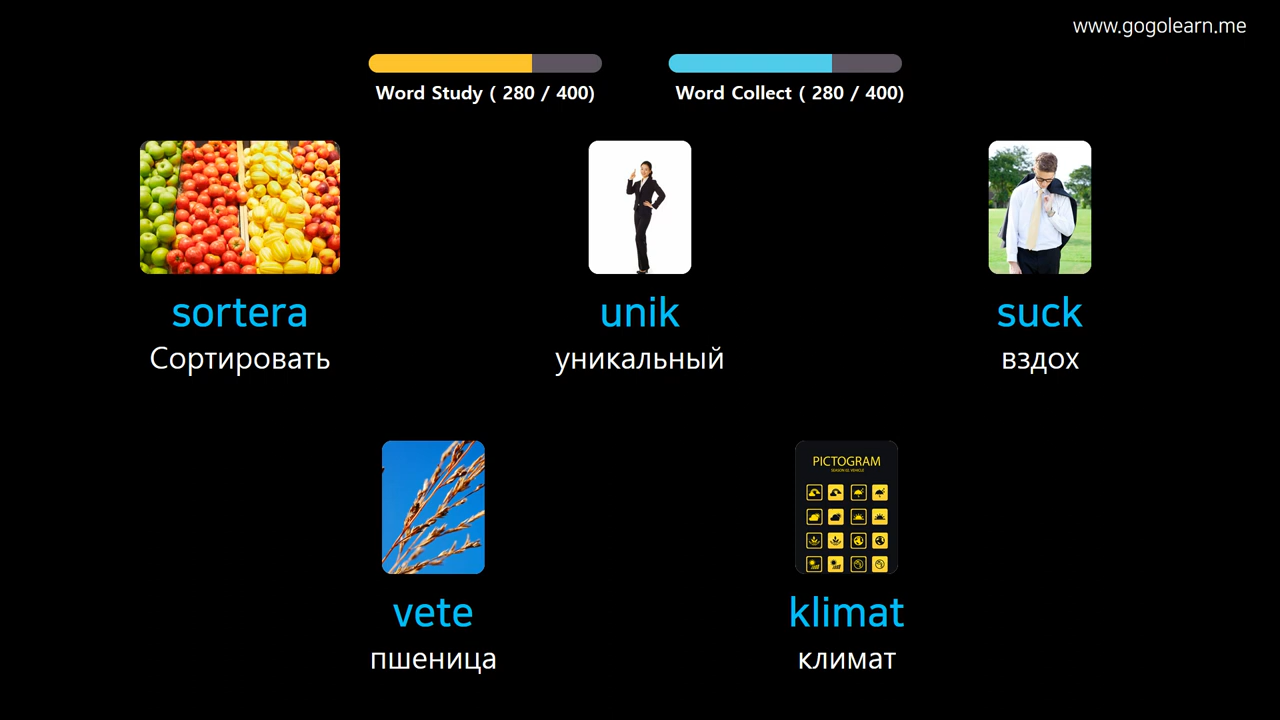 www.gogolearn.me
Word Study ( 280 / 400)
Word Collect ( 280 / 400)
sortera
Сортировать
unik
уникальный
suck
вздох
PICTOGRAM
vete
пшеница
klimat
климат